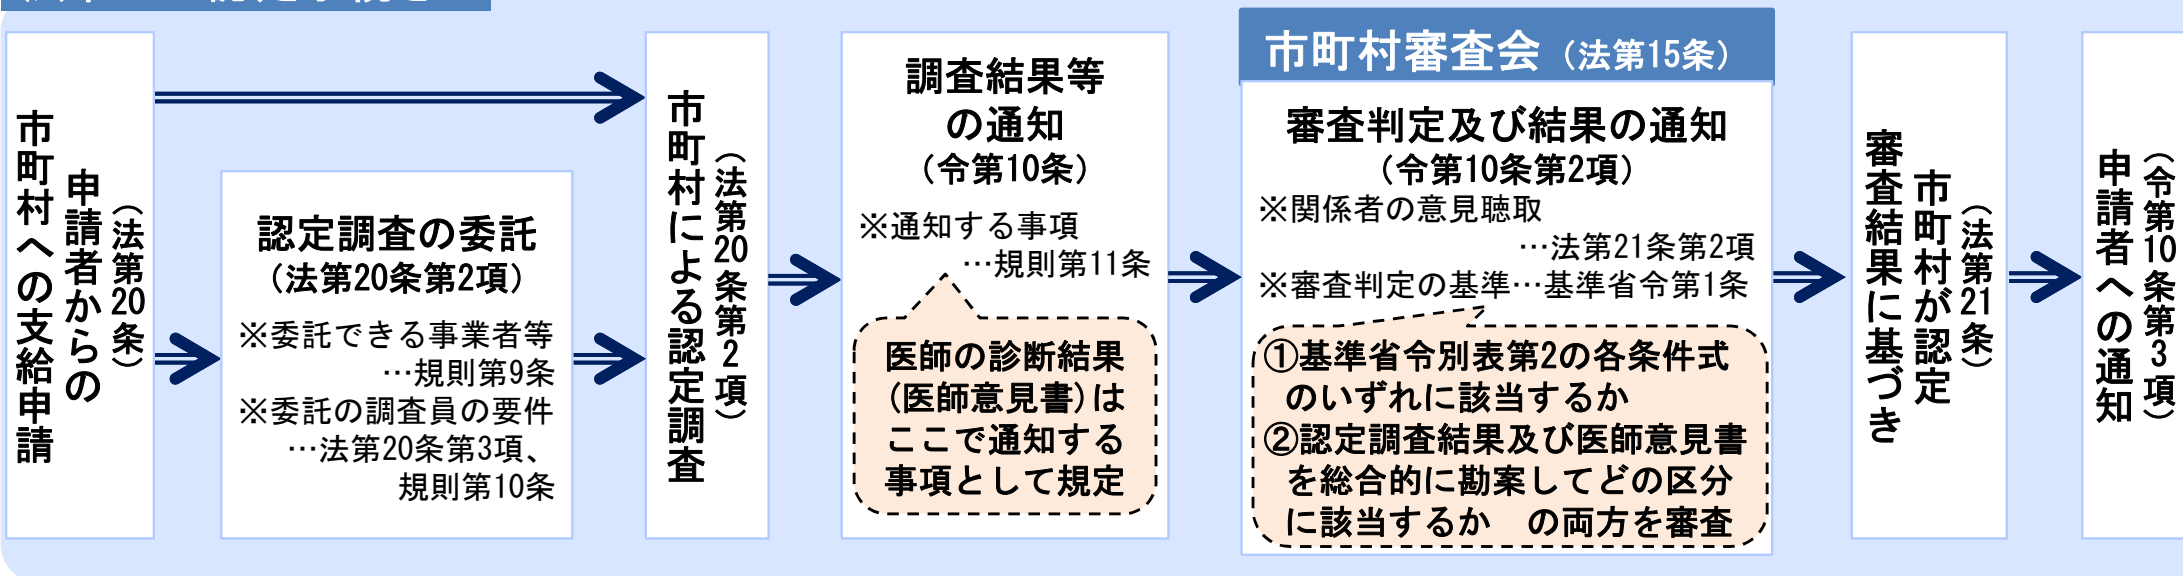 市町村への支給申請
申請者からの
（法第20条）
認定調査の委託
（法第20条第2項）
※委託できる事業者等
…規則第9条
※委託の調査員の要件
…法第20条第3項、
規則第10条
市町村による認定調査
（法第20条第2項）
調査結果等
の通知
（令第10条）
※通知する事項
…規則第11条
医師の診断結果
（医師意見書）は
ここで通知する
事項として規定
市町村審査会（法第15条）
審査判定及び結果の通知
（令第10条第2項）
※関係者の意見聴取
…法第21条第2項
※審査判定の基準…基準省令第1条
①基準省令別表第2の各条件式
のいずれに該当するか
②認定調査結果及び医師意見書
を総合的に勘案してどの区分
に該当するか　の両方を審査
審査結果に基づき
市町村が認定
（法第21条）
申請者への通知
（令第10条第3項）